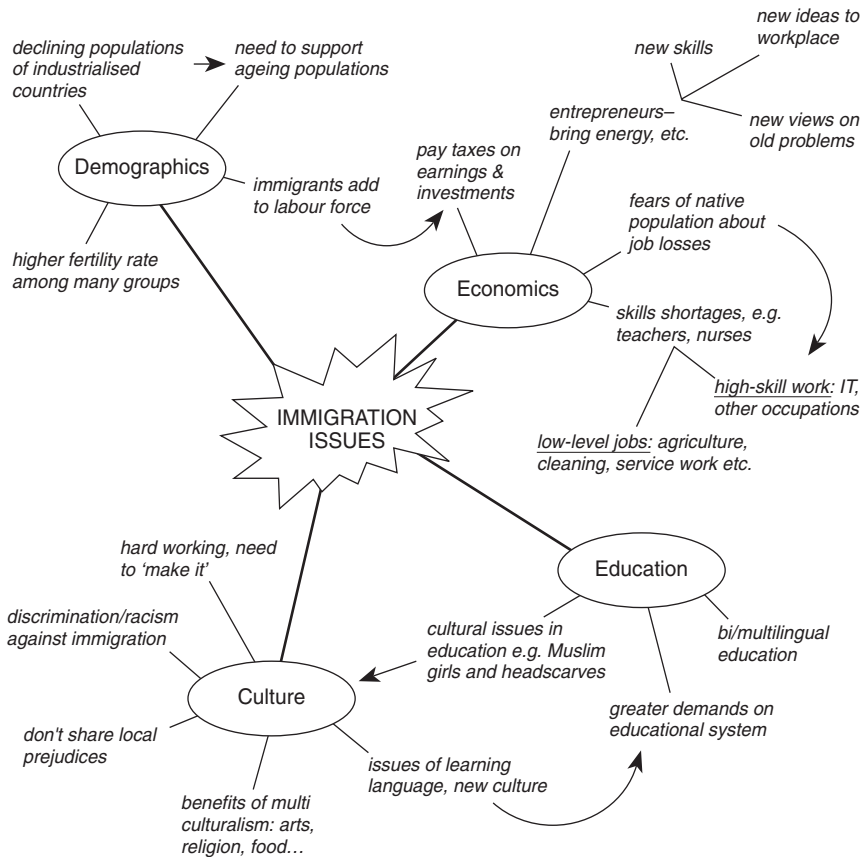 declining populations
of industrialised
countries
need to support
ageing populations
Demographics
immigrants add
to labour force
higher fertility rate
among many groups
new ideas to
workplace
new skills
entrepreneurs–
bring energy, etc.
new views on
old problems
pay taxes on
earnings &
investments
fears of native
population about
job losses
Economics
skills shortages, e.g.
teachers, nurses
high-skill work: IT,
other occupations
low-level jobs: agriculture,
cleaning, service work etc.
IMMIGRATION
ISSUES
hard working, need
to ‘make it’
discrimination/racism
against immigration
Culture
don't share local
prejudices
benefits of multi
culturalism: arts,
religion, food…
issues of learning
language, new culture
Education
cultural issues in
education e.g. Muslim
girls and headscarves
bi/multilingual
education
greater demands on
educational system